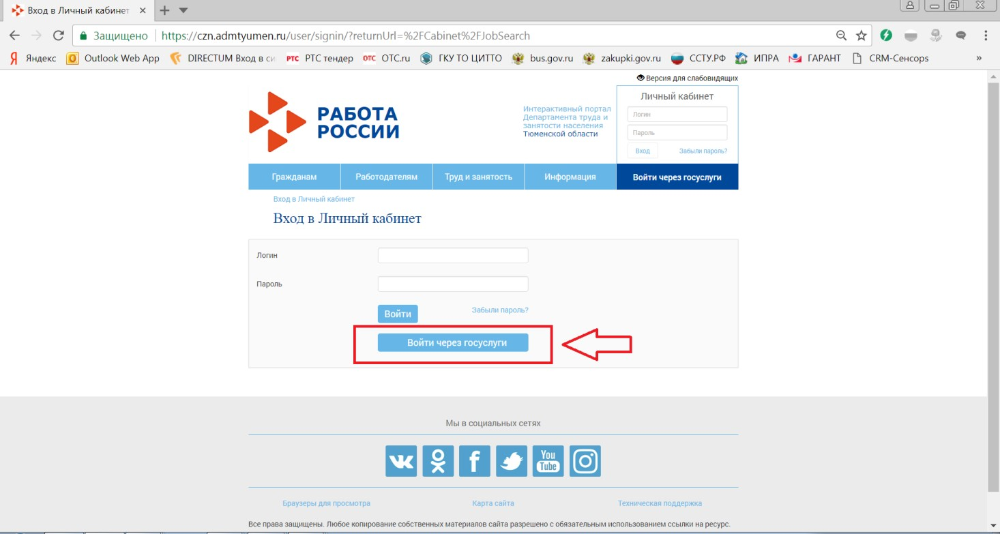 Вход в Личный кабинет
Защищено
https://czn.admtyumen.ru/user/signin/?returnUrl=%2FCabinet%2FJobSearch
Яндекс
Outlook Web App
DIRECTUM Вход в си
РТС РТС тендер
ОТС ОТС.ru
ГКУ ТО ЦИТТО
bus.gov.ru
zakupki.gov.ru
ССТУ.РФ
ИПРА
ГАРАНТ
CRM-Сенсорs
»
Версия для слабовидящих
РАБОТА
РОССИИ
Интерактивный портал
Департамента труда и
занятости населения
Тюменской области
Личный кабинет
Логин
Пароль
Вход
Забыли пароль?
Гражданам
Работодателям
Труд и занятость
Информация
Войти через госуслуги
Вход в Личный кабинет
Вход в Личный кабинет
Логин
Пароль
Войти
Забыли пароль?
Войти через госуслуги
Мы в социальных сетях
You
Tube
Браузеры для просмотра
Карта сайта
Техническая поддержка
Все права защищены. Любое копирование собственных материалов сайта разрешено с обязательным использованием ссылки на ресурс.